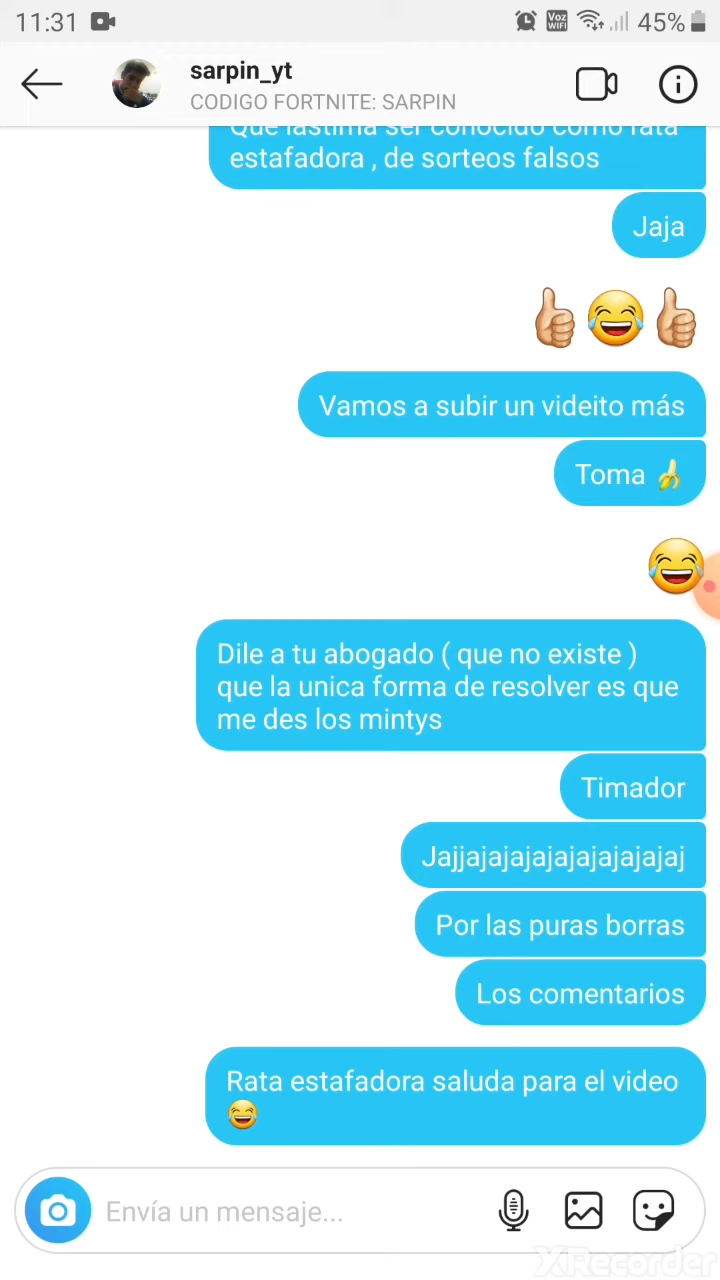 11:31
Voz
WIFI
45%
sarpin_yt
CODIGO FORTNITE: SARPIN
Que lastima ser conocido como rata
estafadora , de sorteos falsos
Jaja
👍🏼😂👍🏼
Vamos a subir un videito más
Toma 🍌
😂
Dile a tu abogado ( que no existe )
que la unica forma de resolver es que
me des los mintys
Timador
Jajjajajajajajajajajajaj
Por las puras borras
Los comentarios
Rata estafadora saluda para el video
😂
Envía un mensaje...
XRecorder